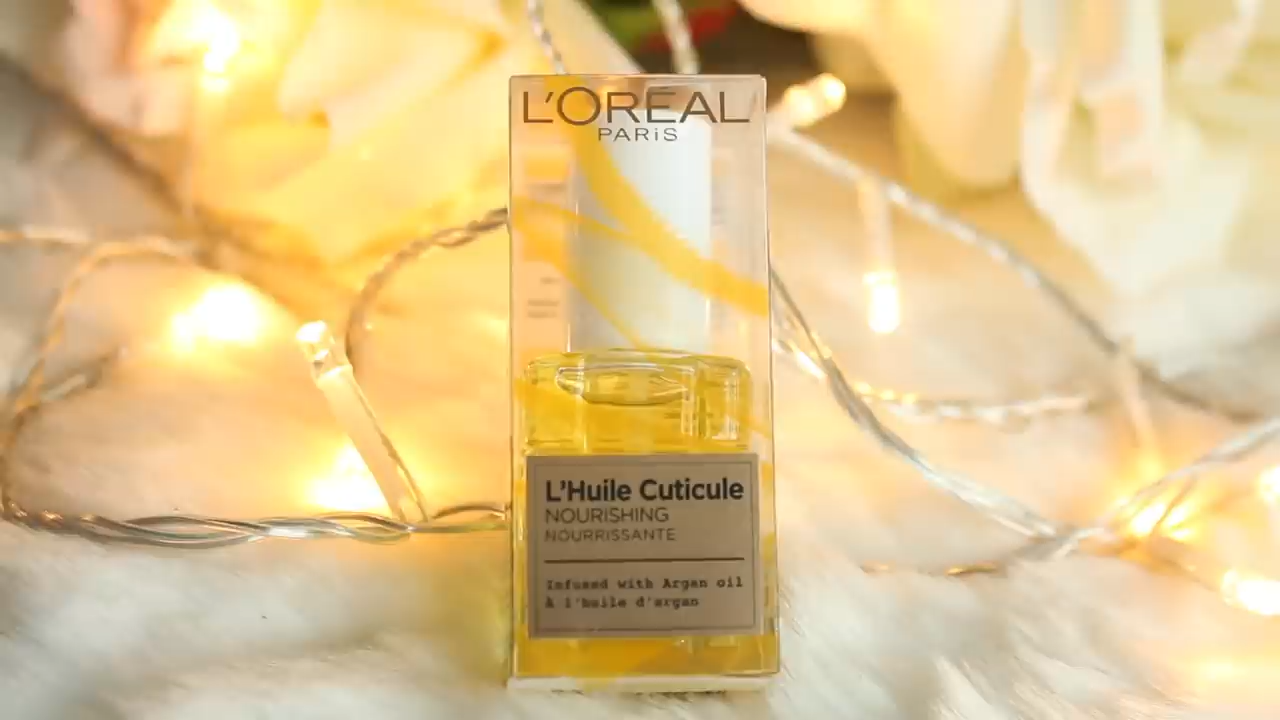 L'ORÉAL
PARiS
L'Huile Cuticule
NOURISHING
NOURRISSANTE
Infused with Argan oil
À l'huile d'argan